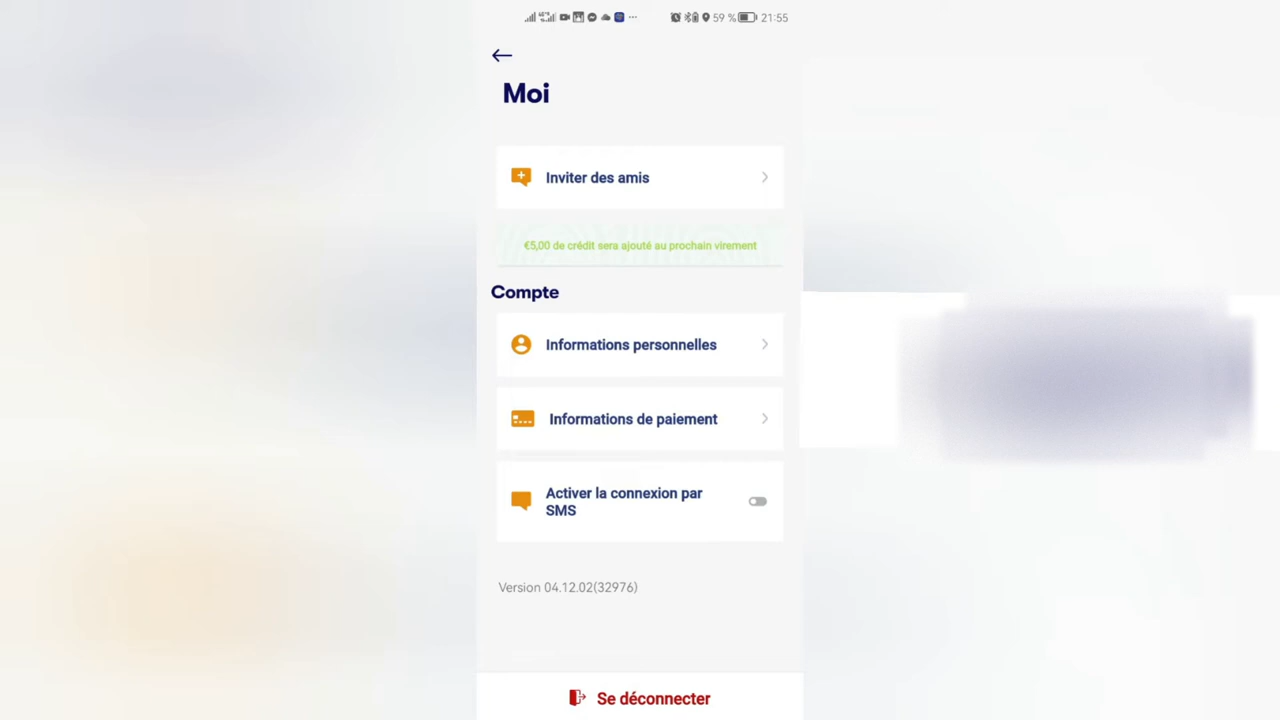 59 % 21:55
Moi
Inviter des amis
€5,00 de crédit sera ajouté au prochain virement
Compte
Informations personnelles
Informations de paiement
Activer la connexion par
SMS
Version 04.12.02(32976)
Se déconnecter